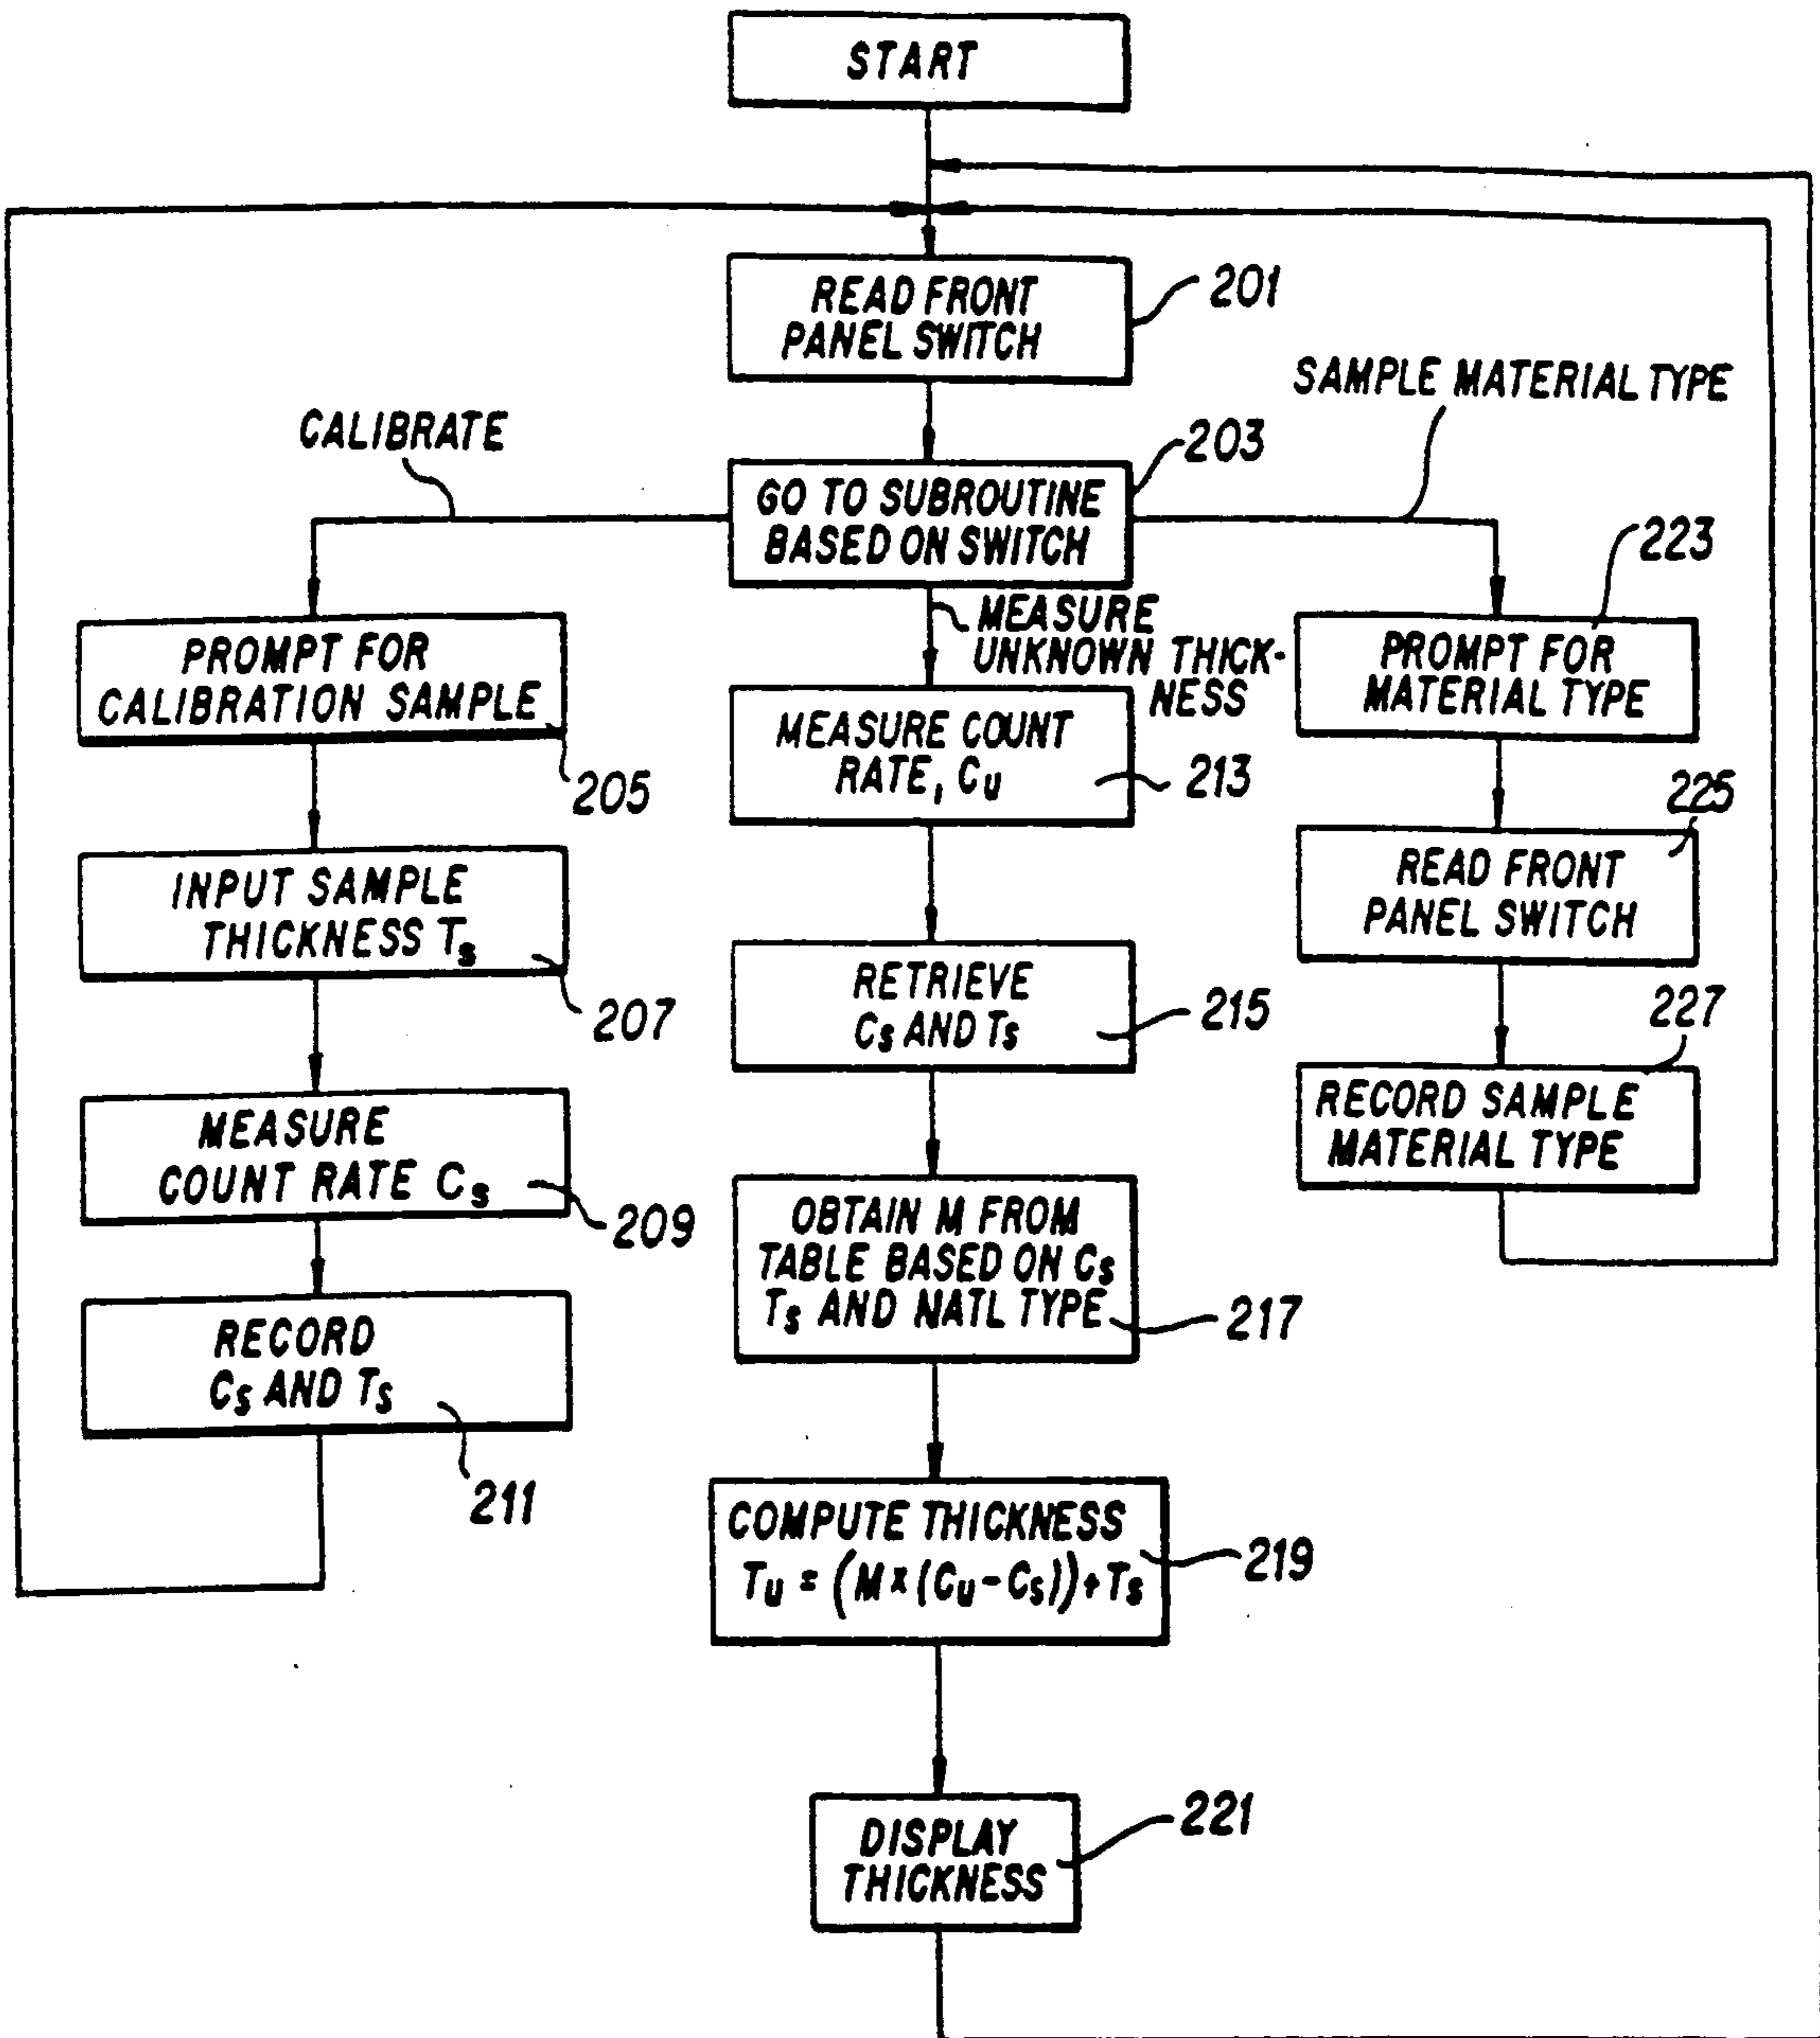 START
READ FRONT
PANEL SWITCH
201
SAMPLE MATERIAL TYPE
CALIBRATE
203
GO TO SUBROUTINE
BASED ON SWITCH
223
MEASURE
UNKNOWN THICK-
NESS
PROMPT FOR
CALIBRATION SAMPLE
205
MEASURE COUNT
RATE, CU
213
PROMPT FOR
MATERIAL TYPE
225
INPUT SAMPLE
THICKNESS TS
207
RETRIEVE
CS AND TS
215
READ FRONT
PANEL SWITCH
227
MEASURE
COUNT RATE CS
209
OBTAIN M FROM
TABLE BASED ON CS
TS AND NATL TYPE
217
RECORD SAMPLE
MATERIAL TYPE
RECORD
CS AND TS
211
COMPUTE THICKNESS
TU = (M x (CU - CS)) + TS
219
DISPLAY
THICKNESS
221